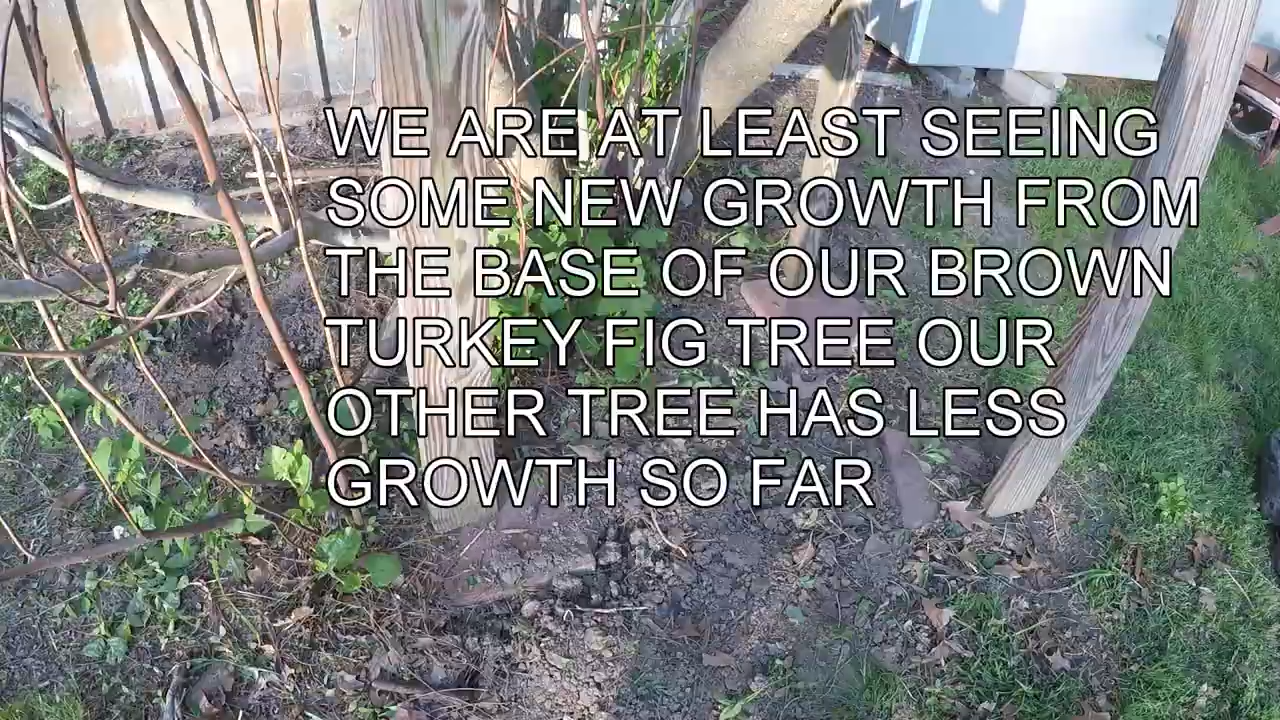 WE ARE AT LEAST SEEING
SOME NEW GROWTH FROM
THE BASE OF OUR BROWN
TURKEY FIG TREE OUR
OTHER TREE HAS LESS
GROWTH SO FAR